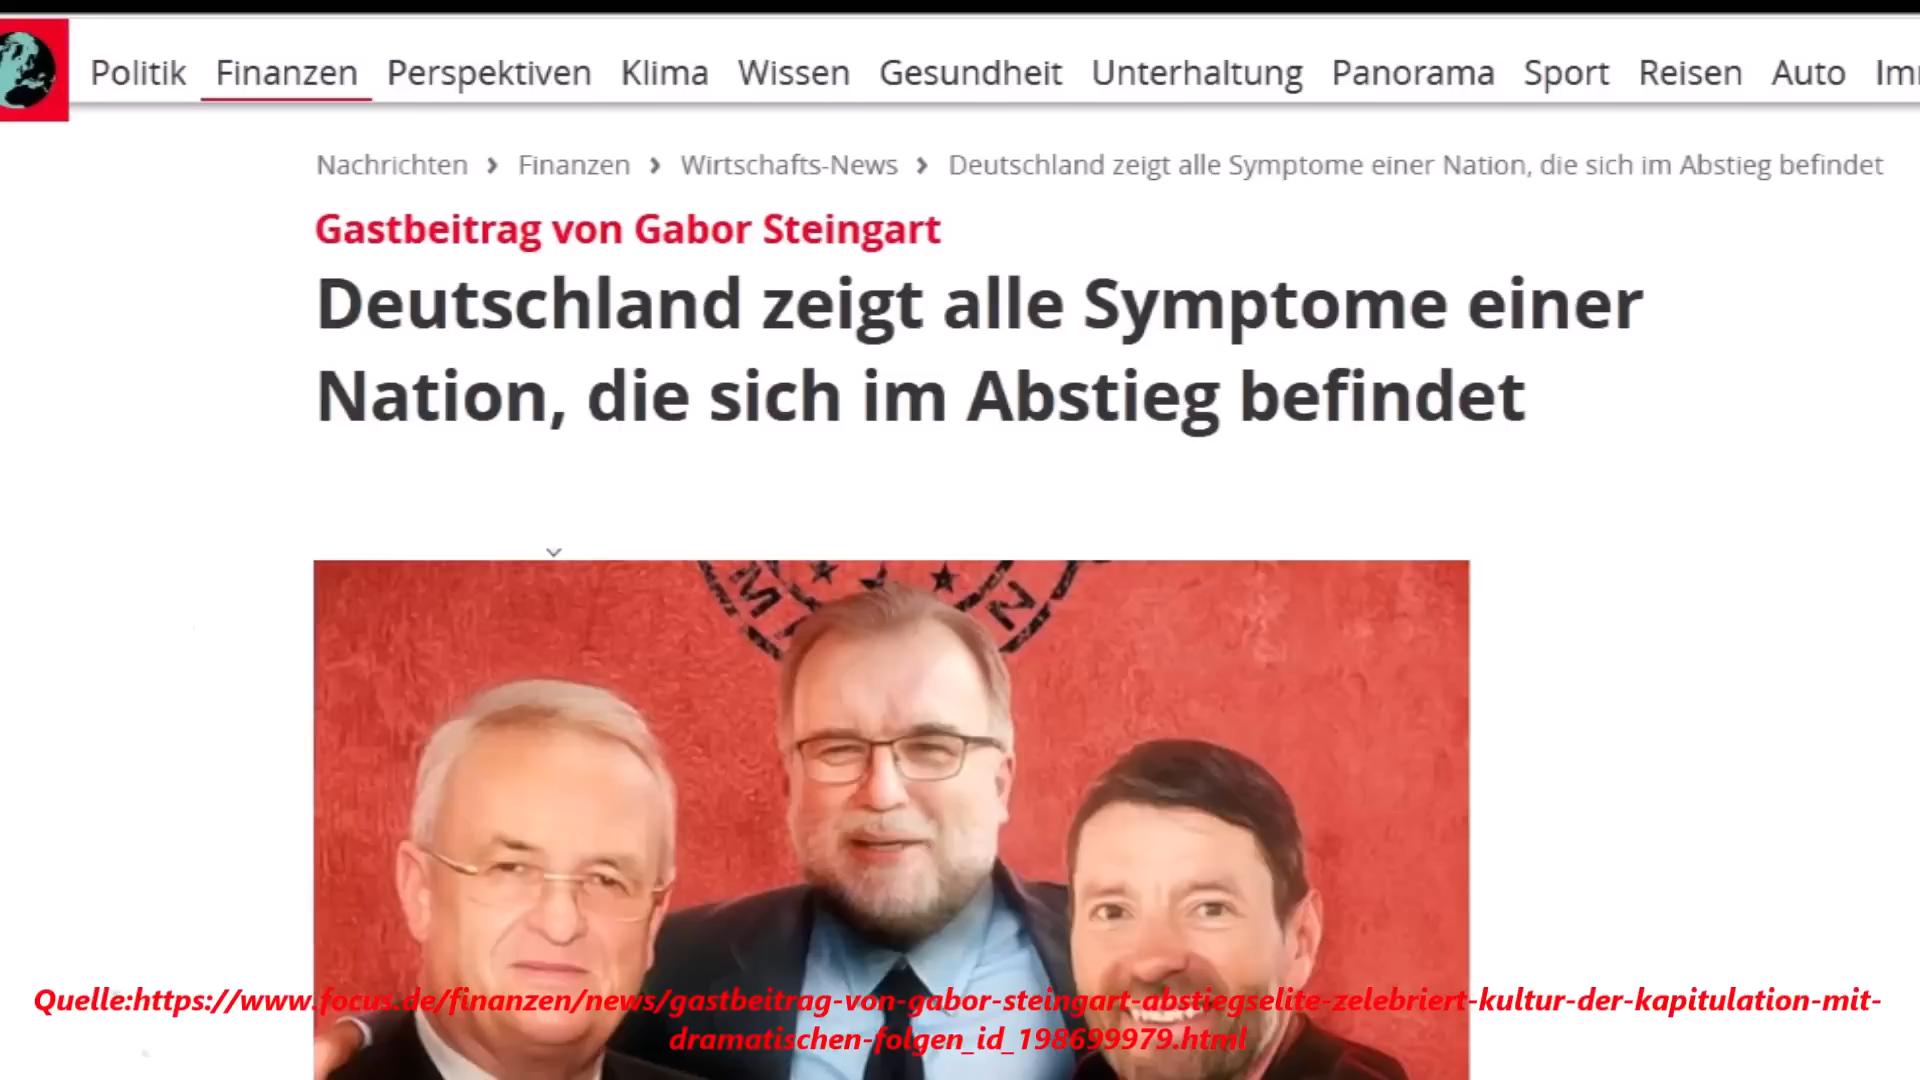 Politik Finanzen Perspektiven Klima Wissen Gesundheit Unterhaltung Panorama Sport Reisen Auto
Nachrichten › Finanzen › Wirtschafts-News › Deutschland zeigt alle Symptome einer Nation, die sich im Abstieg befindet
Gastbeitrag von Gabor Steingart
Deutschland zeigt alle Symptome einer
Nation, die sich im Abstieg befindet
Quelle:https://www.focus.de/finanzen/news/gastbeitrag-von-gabor-steingart-abstiegselite-zelebriert-kultur-der-kapitulation-mit-
dramatischen-folgen_id_198699979.html